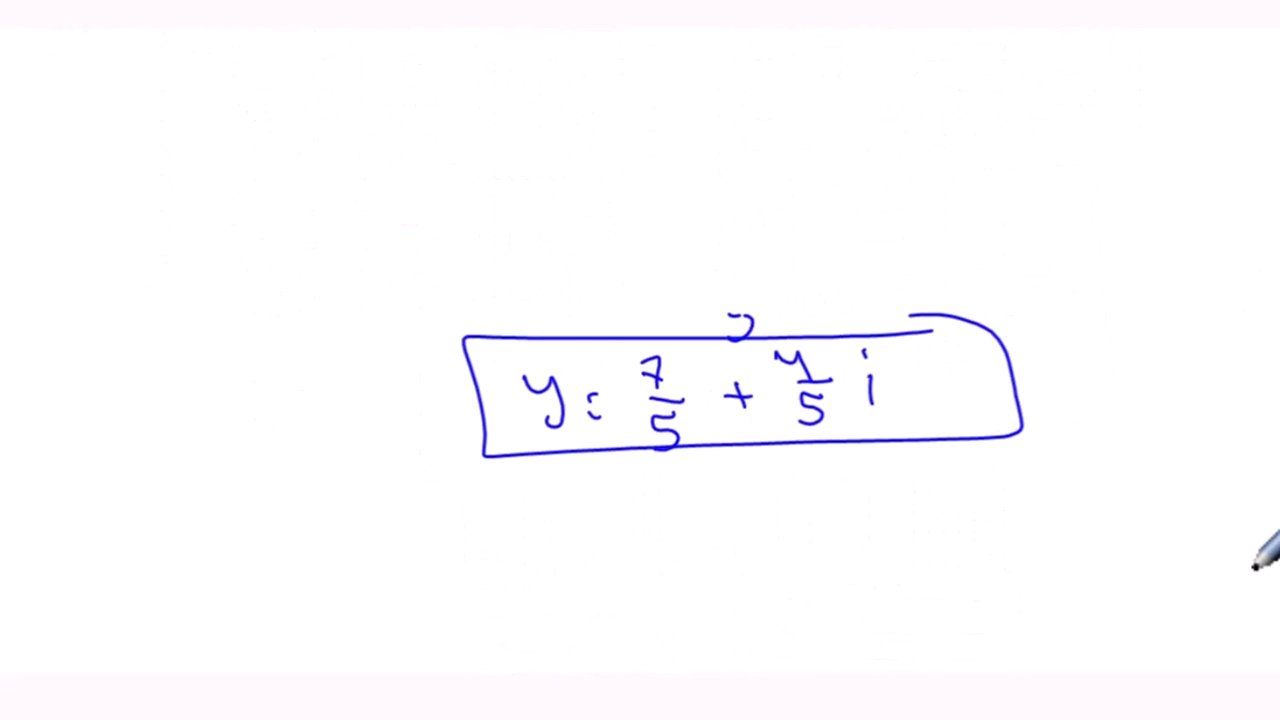 y = 7/5 + 4/5 i